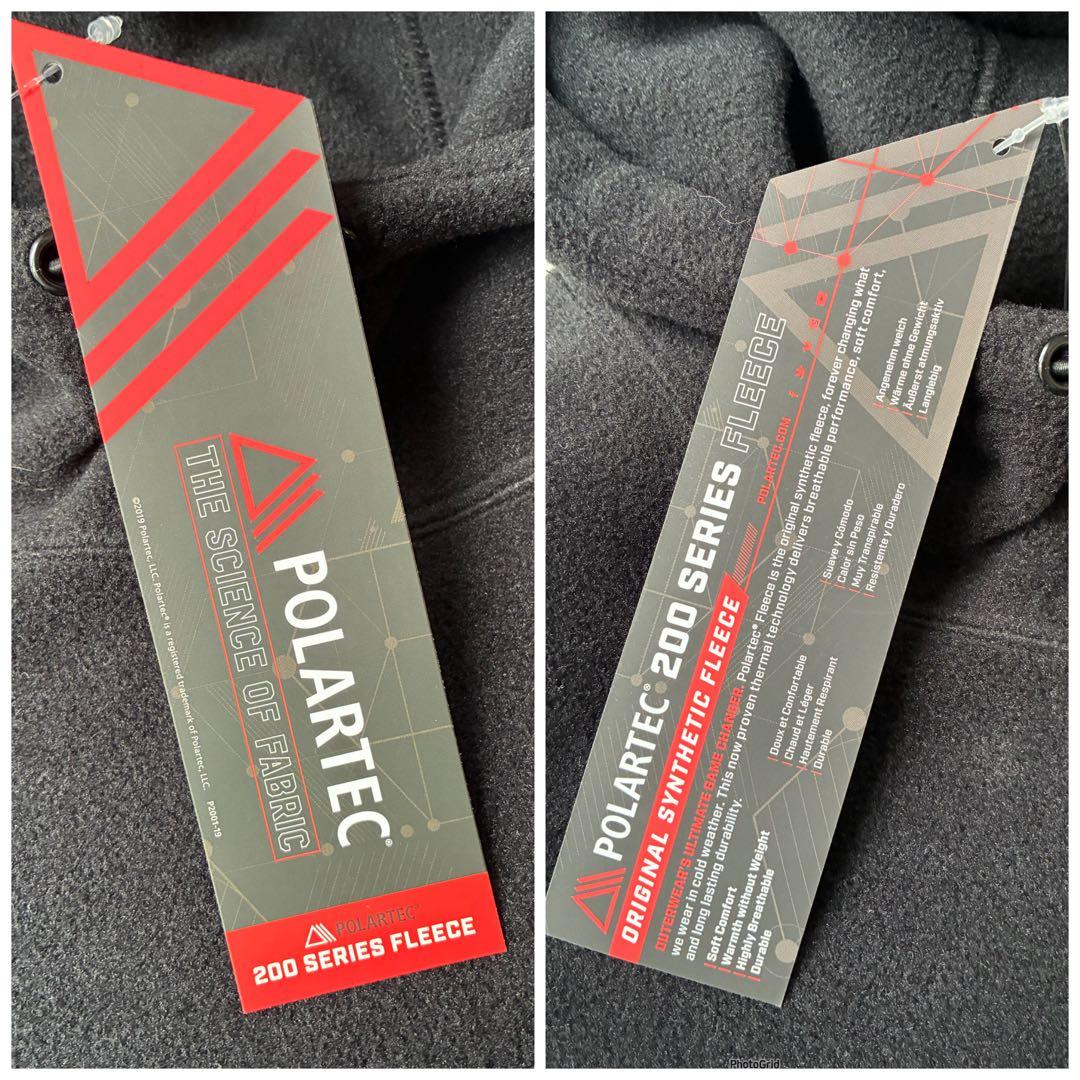 POLARTEC®
THE SCIENCE OF FABRIC
©2019 Polartec, LLC. Polartec® is a registered trademark of Polartec, LLC. P2001-19
POLARTEC®
200 SERIES FLEECE
POLARTEC® 200 SERIES FLEECE
ORIGINAL SYNTHETIC FLEECE
POLARTEC.COM
OUTERWEAR'S ULTIMATE GAME CHANGER. Polartec® Fleece is the original synthetic fleece, forever changing what
we wear in cold weather. This now proven thermal technology delivers breathable performance, soft comfort,
and long lasting durability.
Soft Comfort
Warmth without Weight
Highly Breathable
Durable
Doux et Confortable
Chaud et Léger
Hautement Respirant
Durable
Suave y Cómodo
Calor sin Peso
Muy Transpirable
Resistente y Duradero
Angenehm weich
Wärme ohne Gewicht
Äußerst atmungsaktiv
Langlebig
PhotoGrid